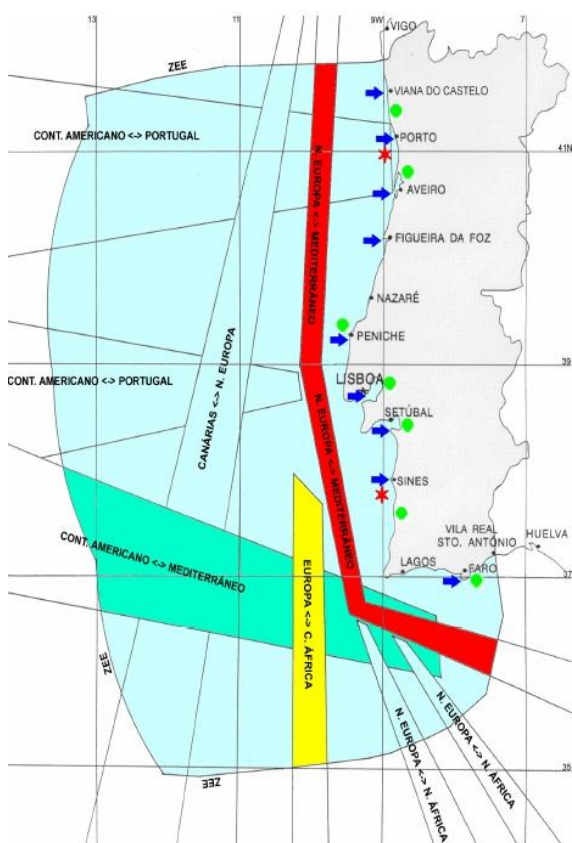 9W
VIGO
7
13
15
ZEE
VIANA DO CASTELO
CONT. AMERICANO <-> PORTUGAL
PORTO
41N
N. EUROPA <-> MEDITERRÂNEO
AVEIRO
FIGUEIRA DA FOZ
NAZARÉ
PENICHE
CANÁRIAS <-> N. EUROPA
39
CONT. AMERICANO <-> PORTUGAL
LISBOA
SETÚBAL
N. EUROPA <-> MEDITERRÂNEO
SINES
VILA REAL
STO. ANTÓNIO
HUELVA
CONT. AMERICANO <-> MEDITERRÂNEO
LAGOS
FARO
37
EUROPA <-> C. ÁFRICA
ZEE
N. EUROPA <-> N. ÁFRICA
N. EUROPA <-> N. ÁFRICA
35
ZEE